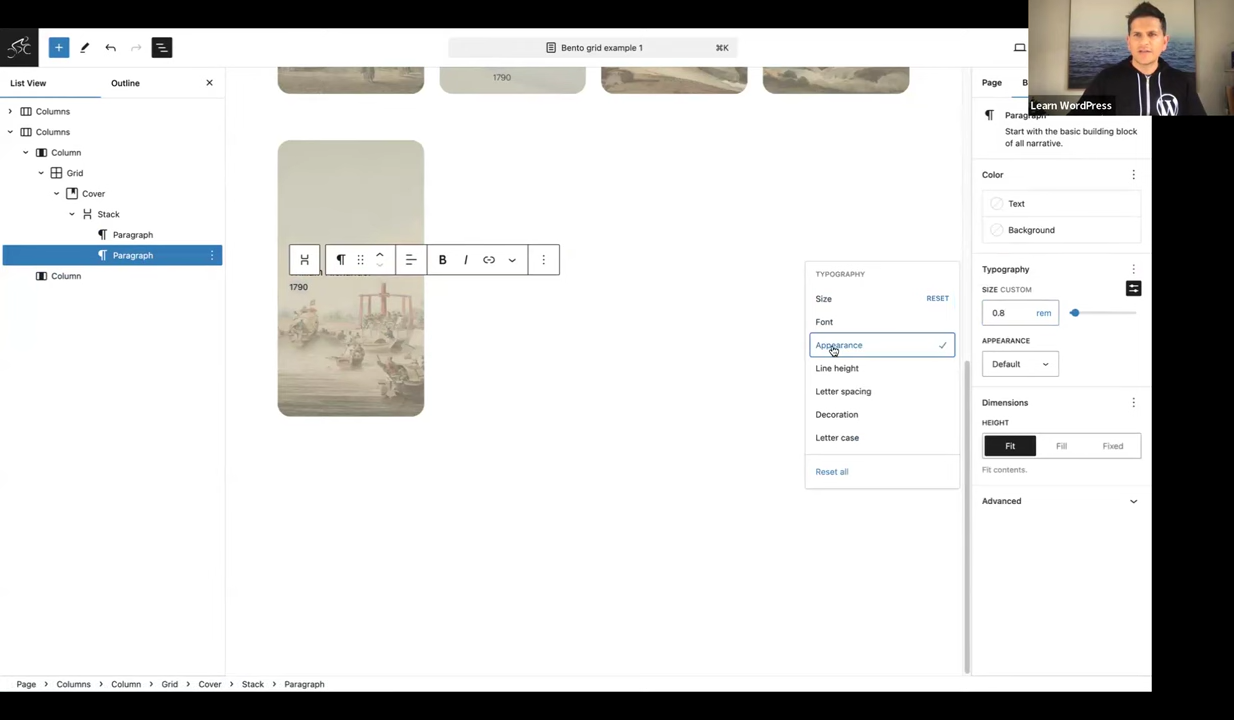 Bento grid example 1
⌘K
Learn WordPress
List View
Outline
Columns
Columns
Column
Grid
Cover
Stack
Paragraph
Paragraph
Column
1790
1790
B
I
TYPOGRAPHY
Size
RESET
Font
Appearance
Line height
Letter spacing
Decoration
Letter case
Reset all
Page
Paragraph
Start with the basic building block
of all narrative.
Color
Text
Background
Typography
SIZE CUSTOM
0.8 rem
APPEARANCE
Default
Dimensions
HEIGHT
Fit
Fill
Fixed
Fit contents.
Advanced
Page > Columns > Column > Grid > Cover > Stack > Paragraph